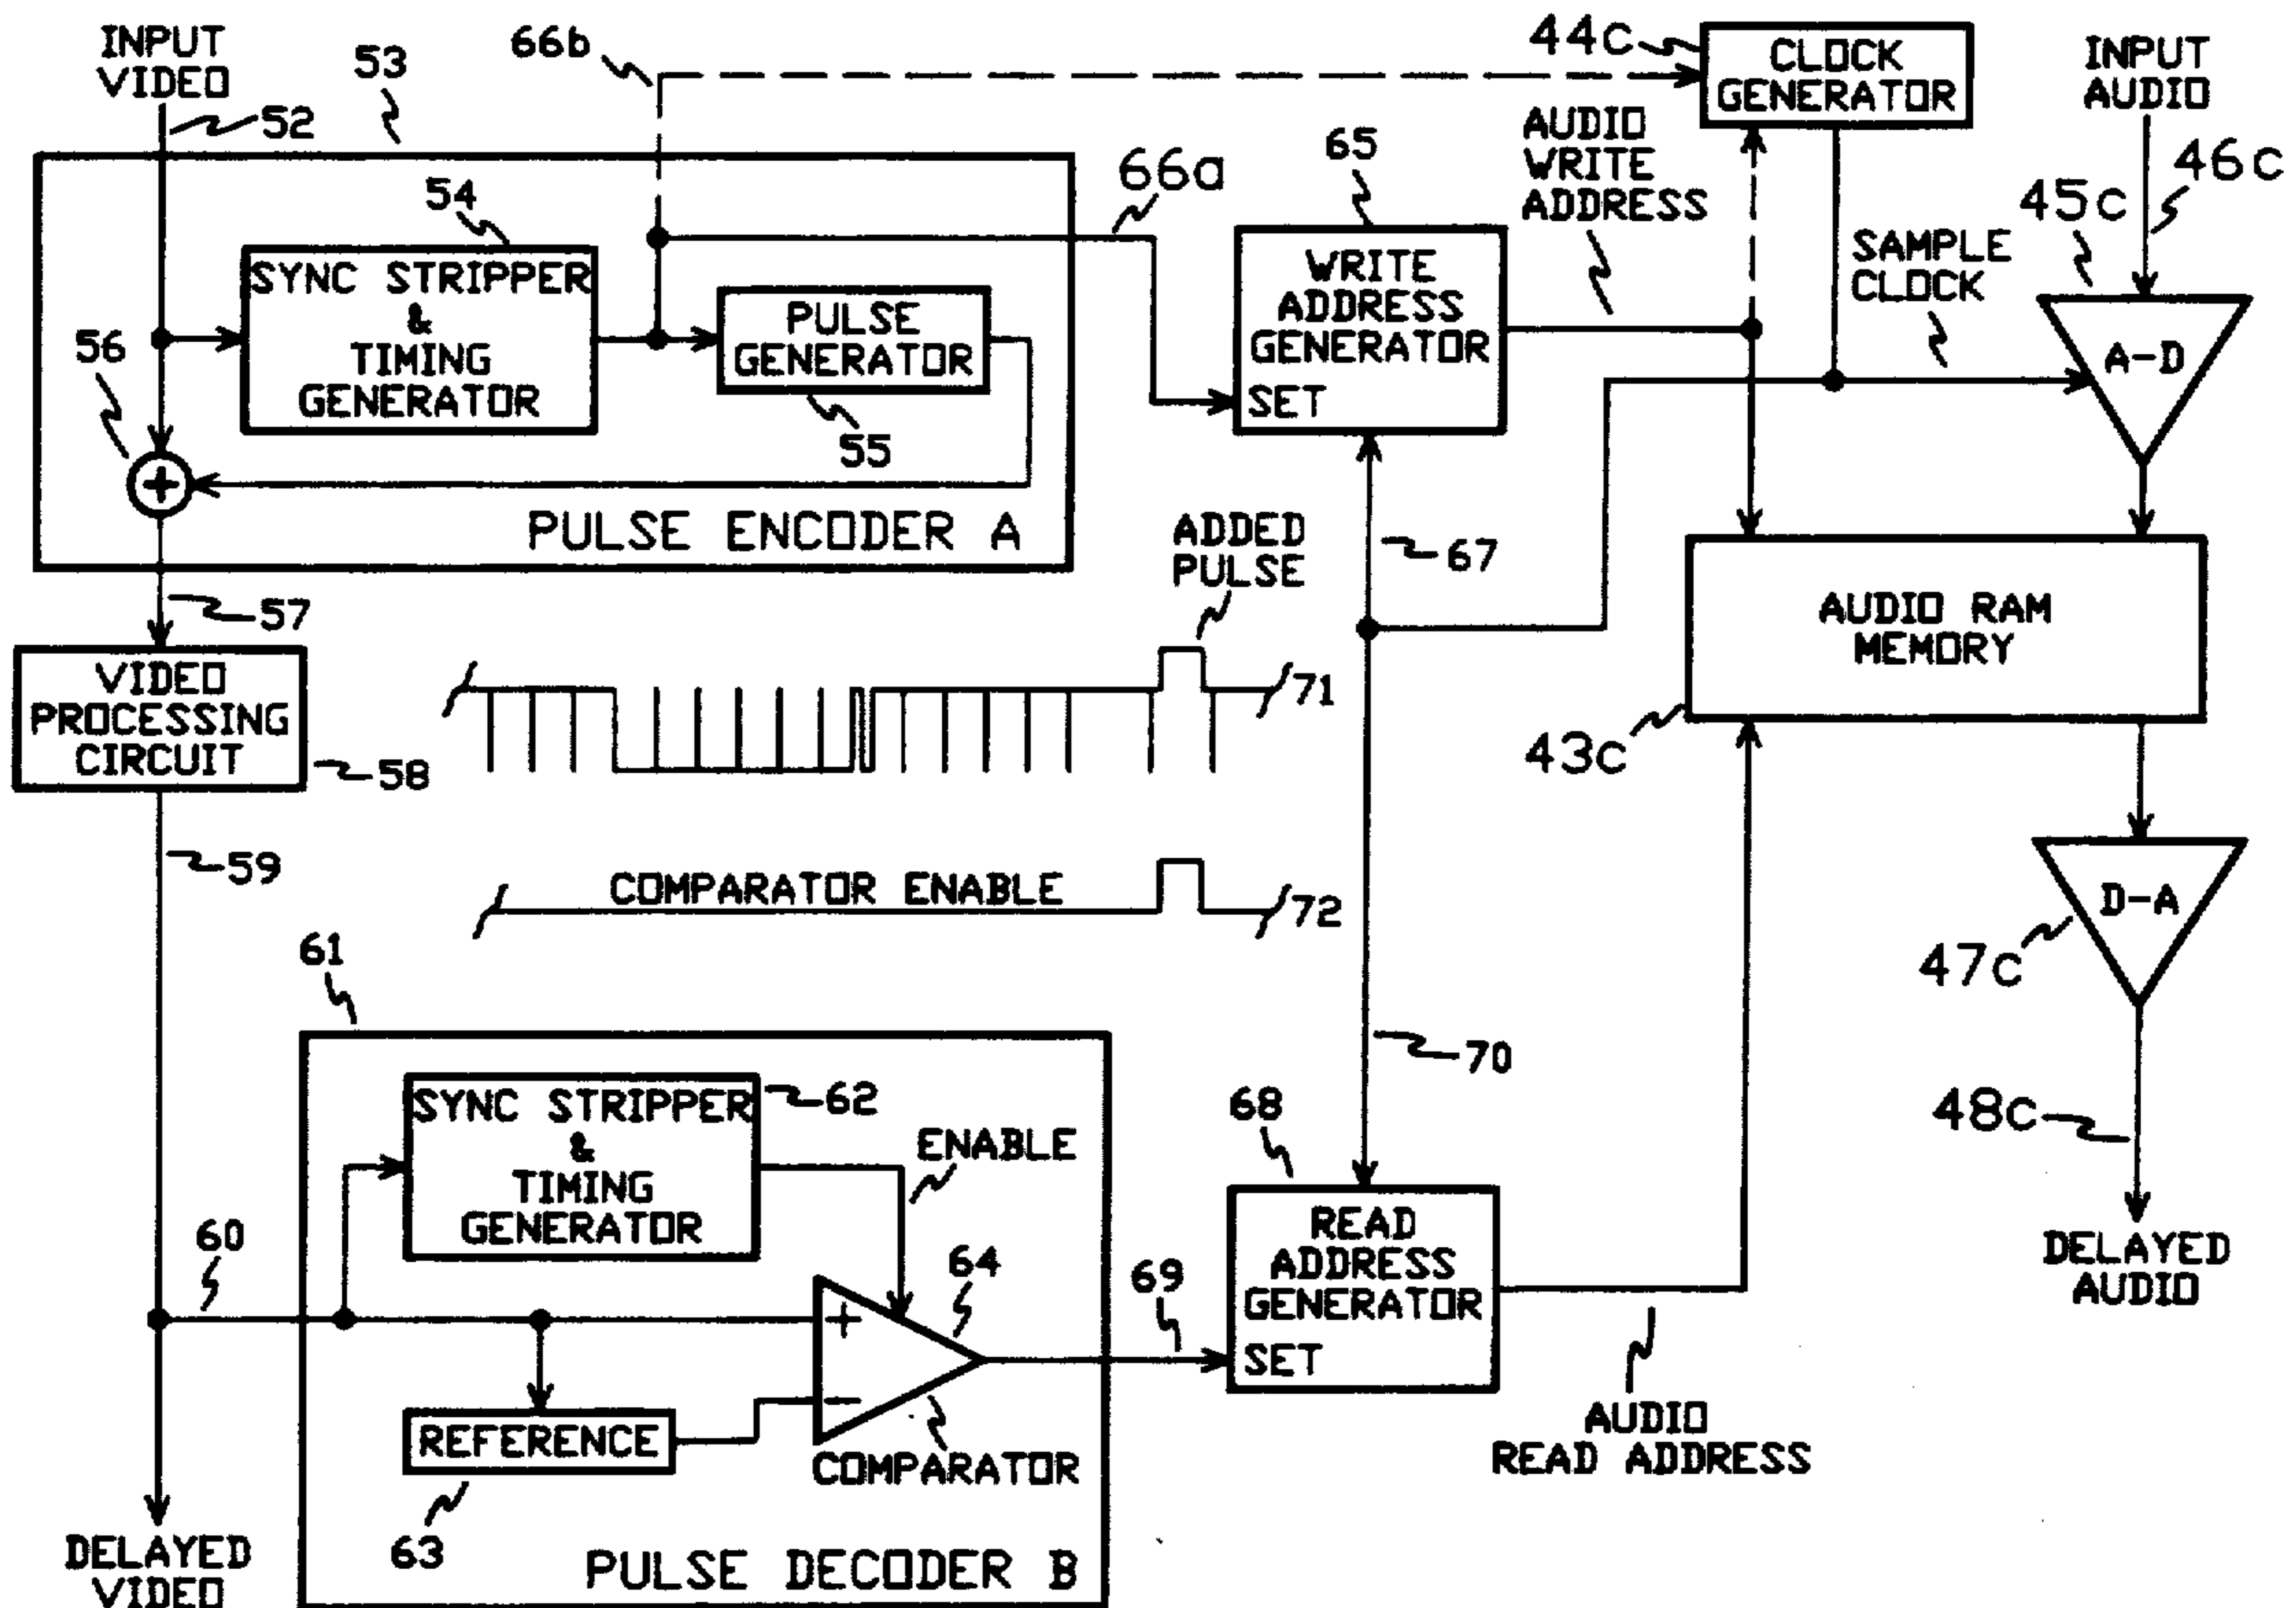 INPUT
VIDEO
52
53
66b
44c
CLOCK
GENERATOR
INPUT
AUDIO
46c
45c
A-D
54
SYNC STRIPPER
&
TIMING
GENERATOR
PULSE
GENERATOR
55
56
+
PULSE ENCODER A
66a
65
WRITE
ADDRESS
GENERATOR
SET
AUDIO
WRITE
ADDRESS
SAMPLE
CLOCK
57
VIDEO
PROCESSING
CIRCUIT
58
59
ADDED
PULSE
71
67
AUDIO RAM
MEMORY
43c
COMPARATOR ENABLE
72
D-A
47c
48c
DELAYED
AUDIO
61
SYNC STRIPPER
&
TIMING
GENERATOR
62
ENABLE
60
64
+
−
COMPARATOR
REFERENCE
63
PULSE DECODER B
70
68
69
READ
ADDRESS
GENERATOR
SET
AUDIO
READ ADDRESS
DELAYED
VIDEO